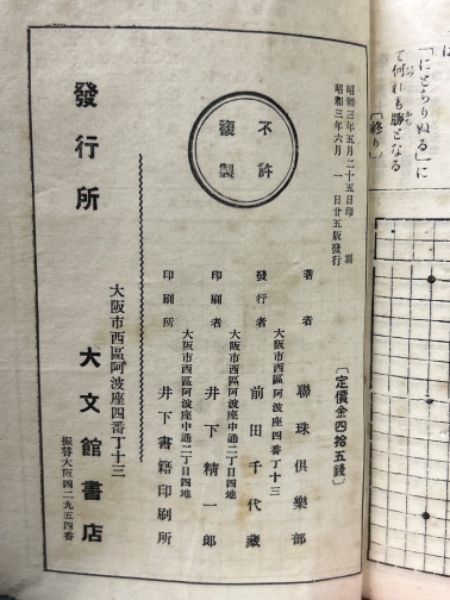 「にとちりぬる」に
て何れも勝となる
〔終り〕
昭和三年五月二十五日印刷
昭和三年六月一日廿五版發行
〔定價金四拾五錢〕
不許
複製
著者
聯珠倶樂部
大阪市西區阿波座四番丁十三
發行者
前田千代藏
大阪市西區阿波座中通二丁目四地
印刷者
井下精一郎
大阪市西區阿波座中通二丁目四地
印刷所
井下書籍印刷所
發行所
大阪市西區阿波座四番丁十三
大文館書店
振替大阪四二九五四番